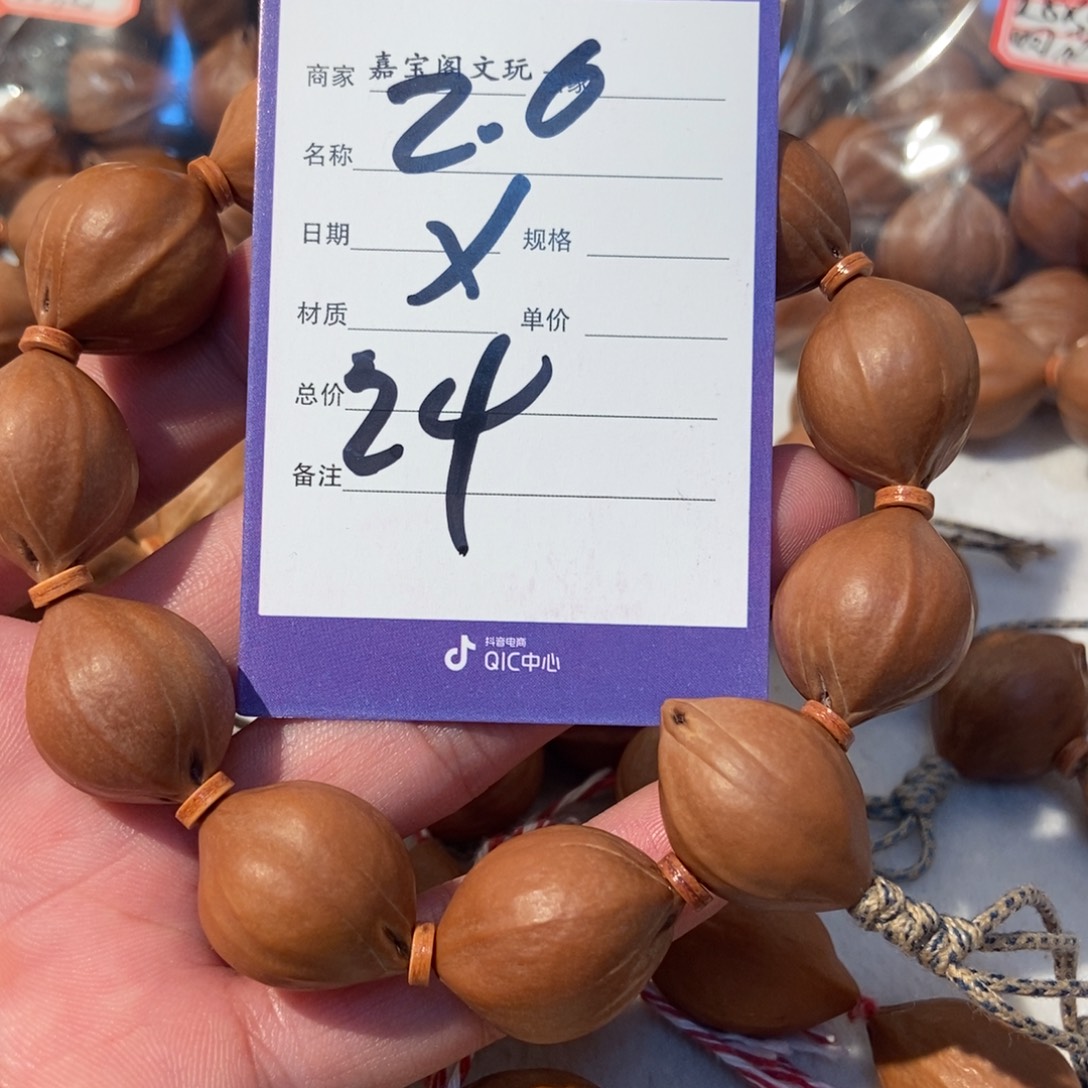 商家 嘉宝阁文玩
2.6
名称
日期 X 规格
材质 单价
总价 24
备注
抖音电商
QIC中心